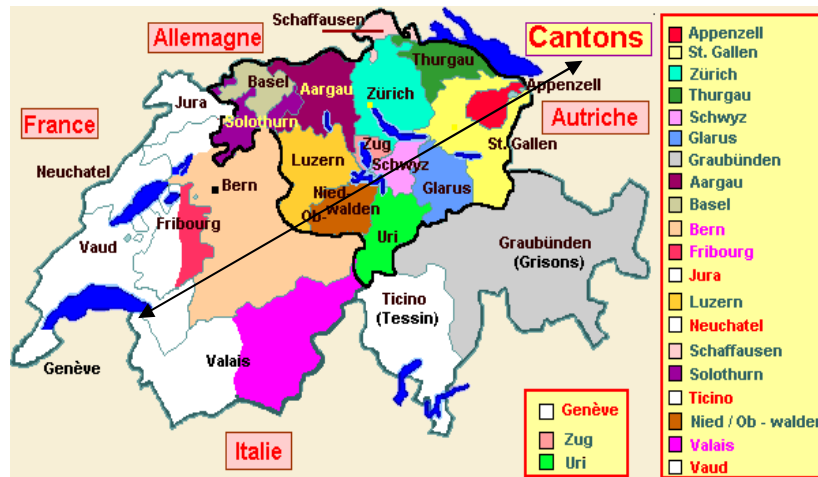 Schaffausen
Allemagne
Cantons
Thurgau
Basel
Aargau
Zürich
Jura
Appenzell
France
Solothurn
Autriche
Zug
St. Gallen
Luzern
Schwyz
Neuchatel
Bern
Nied
Glarus
Ob-
walden
Fribourg
Uri
Vaud
Graubünden
(Grisons)
Ticino
(Tessin)
Valais
Genève
Italie
Genève
Zug
Uri
Appenzell
St. Gallen
Zürich
Thurgau
Schwyz
Glarus
Graubünden
Aargau
Basel
Bern
Fribourg
Jura
Luzern
Neuchatel
Schaffausen
Solothurn
Ticino
Nied / Ob - walden
Valais
Vaud